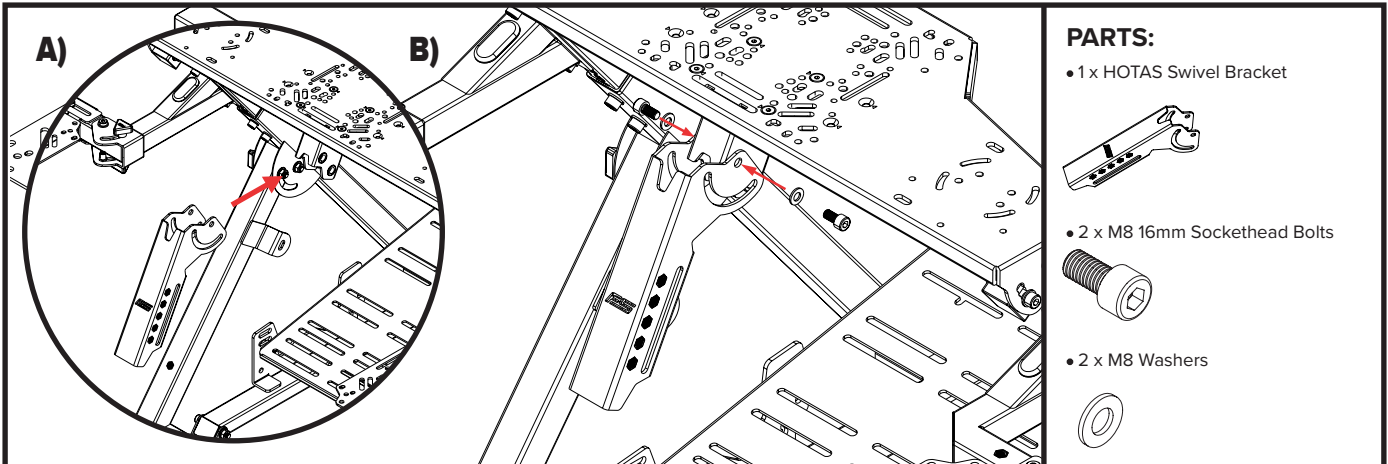 A)
B)
PARTS:
• 1 x HOTAS Swivel Bracket
• 2 x M8 16mm Sockethead Bolts
• 2 x M8 Washers